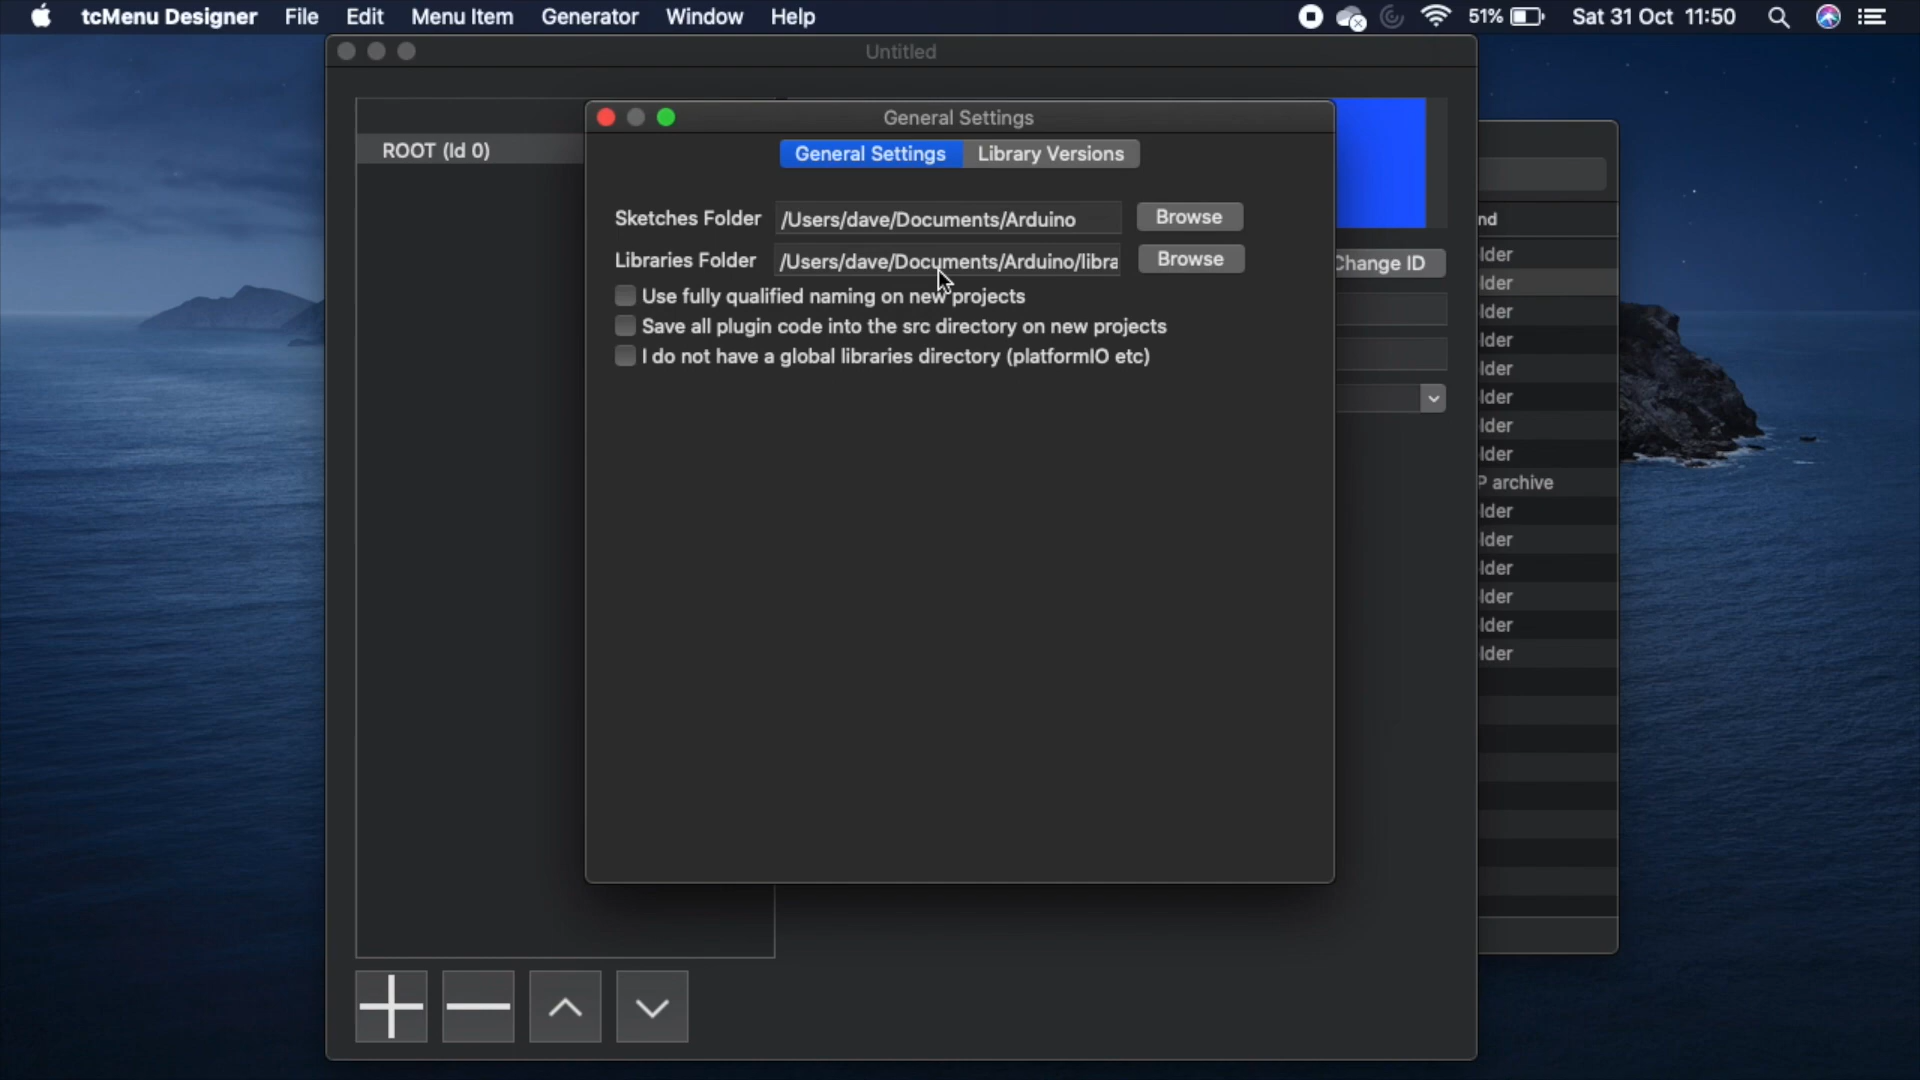 tcMenu Designer File Edit Menu Item Generator Window Help 51% Sat 31 Oct 11:50
Untitled
General Settings
ROOT (Id 0)
General Settings Library Versions
Sketches Folder /Users/dave/Documents/Arduino Browse
Libraries Folder /Users/dave/Documents/Arduino/libra Browse
Change ID
Use fully qualified naming on new projects
Save all plugin code into the src directory on new projects
I do not have a global libraries directory (platformIO etc)
nd
lder
lder
lder
lder
lder
lder
lder
lder
P archive
lder
lder
lder
lder
lder
lder